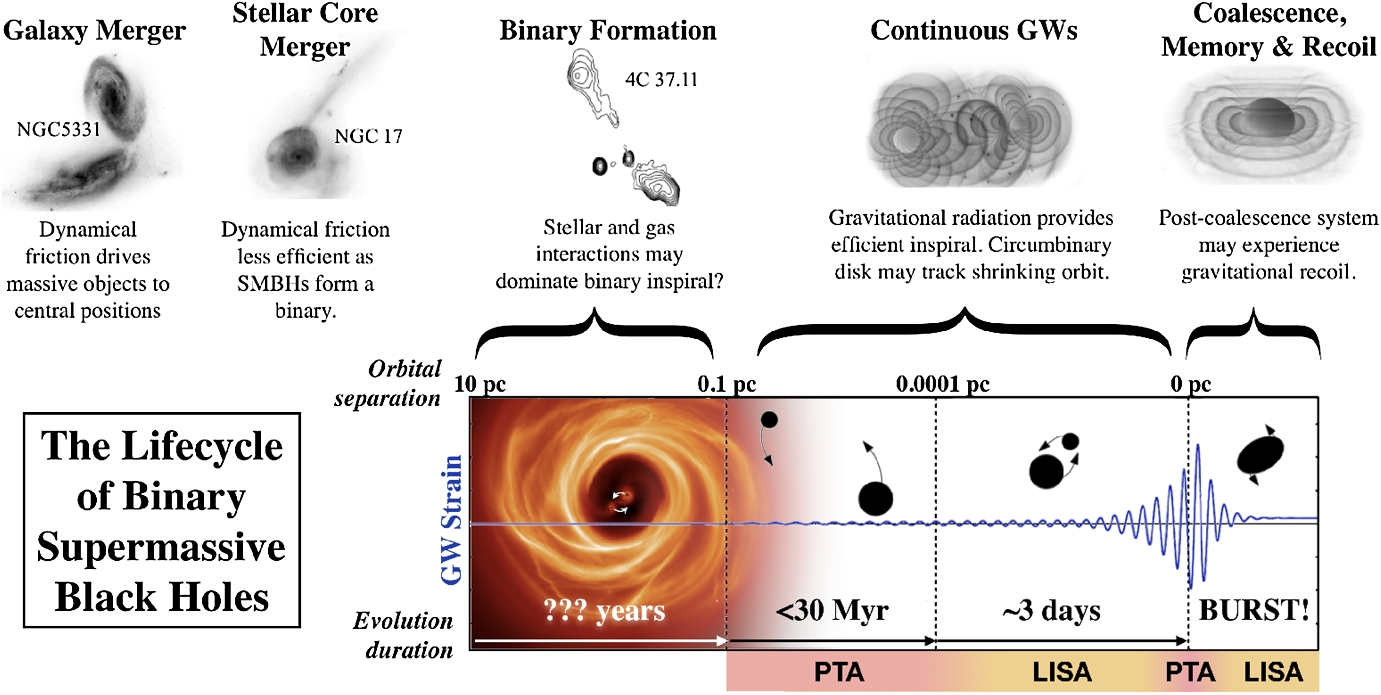 Galaxy Merger
NGC5331
Dynamical
friction drives
massive objects to
central positions
Stellar Core
Merger
NGC 17
Dynamical friction
less efficient as
SMBHs form a
binary.
Binary Formation
4C 37.11
Stellar and gas
interactions may
dominate binary inspiral?
Continuous GWs
Gravitational radiation provides
efficient inspiral. Circumbinary
disk may track shrinking orbit.
Coalescence,
Memory & Recoil
Post-coalescence system
may experience
gravitational recoil.
The Lifecycle
of Binary
Supermassive
Black Holes
Orbital
separation
10 pc
0.1 pc
0.0001 pc
0 pc
GW Strain
Evolution
duration
??? years
<30 Myr
~3 days
BURST!
PTA
LISA
PTA
LISA